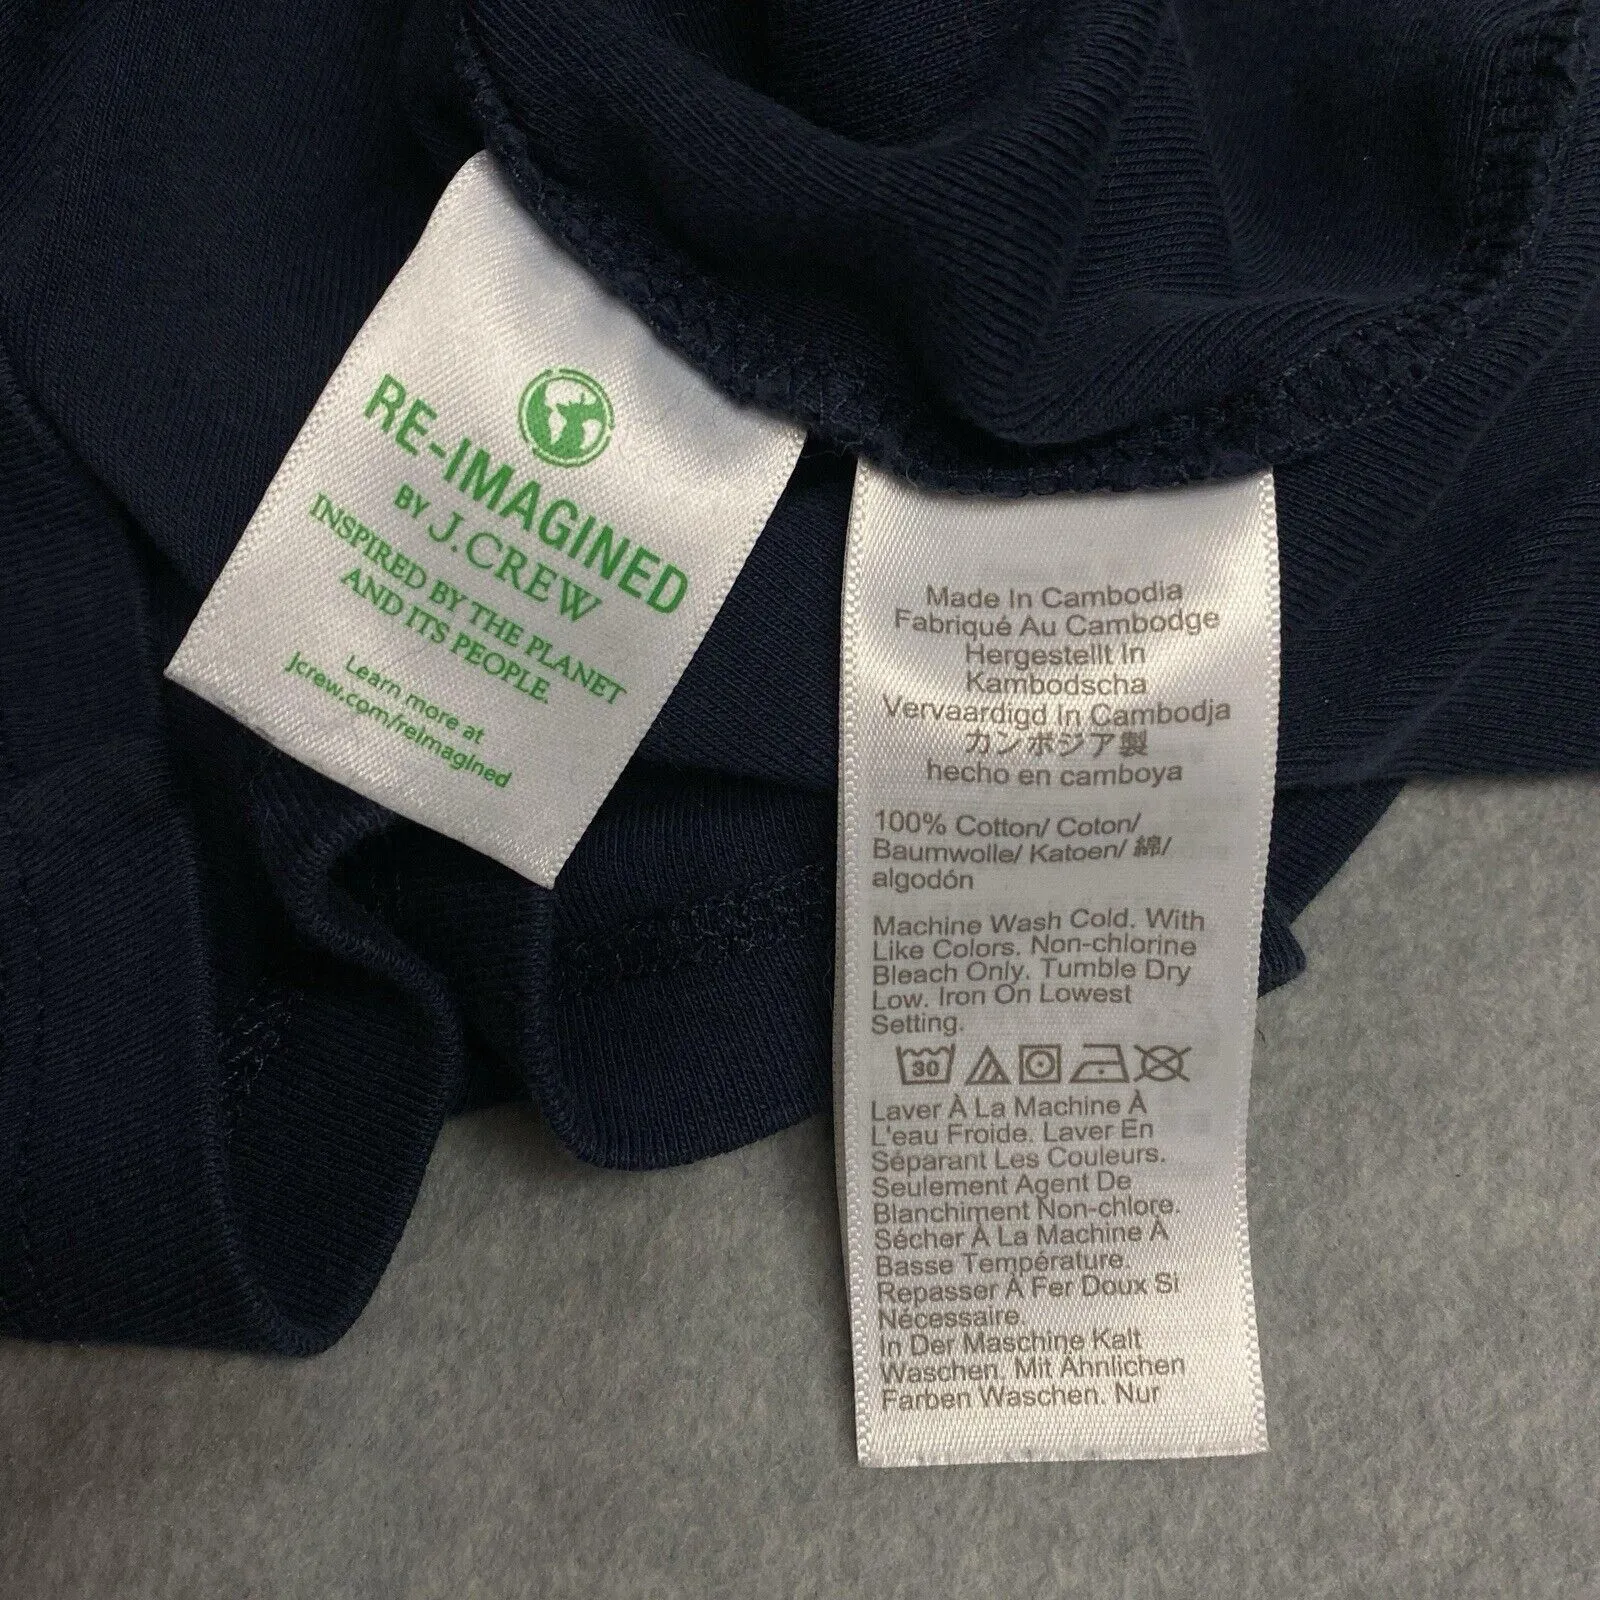 RE-IMAGINED
BY J.CREW
INSPIRED BY THE PLANET
AND ITS PEOPLE.
Learn more at
jcrew.com/reimagined
Made In Cambodia
Fabriqué Au Cambodge
Hergestellt In
Kambodscha
Vervaardigd In Cambodja
カンボジア製
hecho en camboya
100% Cotton/ Coton/
Baumwolle/ Katoen/ 綿/
algodón
Machine Wash Cold. With
Like Colors. Non-chlorine
Bleach Only. Tumble Dry
Low. Iron On Lowest
Setting.
30
Laver À La Machine À
L'eau Froide. Laver En
Séparant Les Couleurs.
Seulement Agent De
Blanchiment Non-chlore.
Sécher À La Machine À
Basse Température.
Repasser À Fer Doux Si
Nécessaire.
In Der Maschine Kalt
Waschen. Mit Ähnlichen
Farben Waschen. Nur